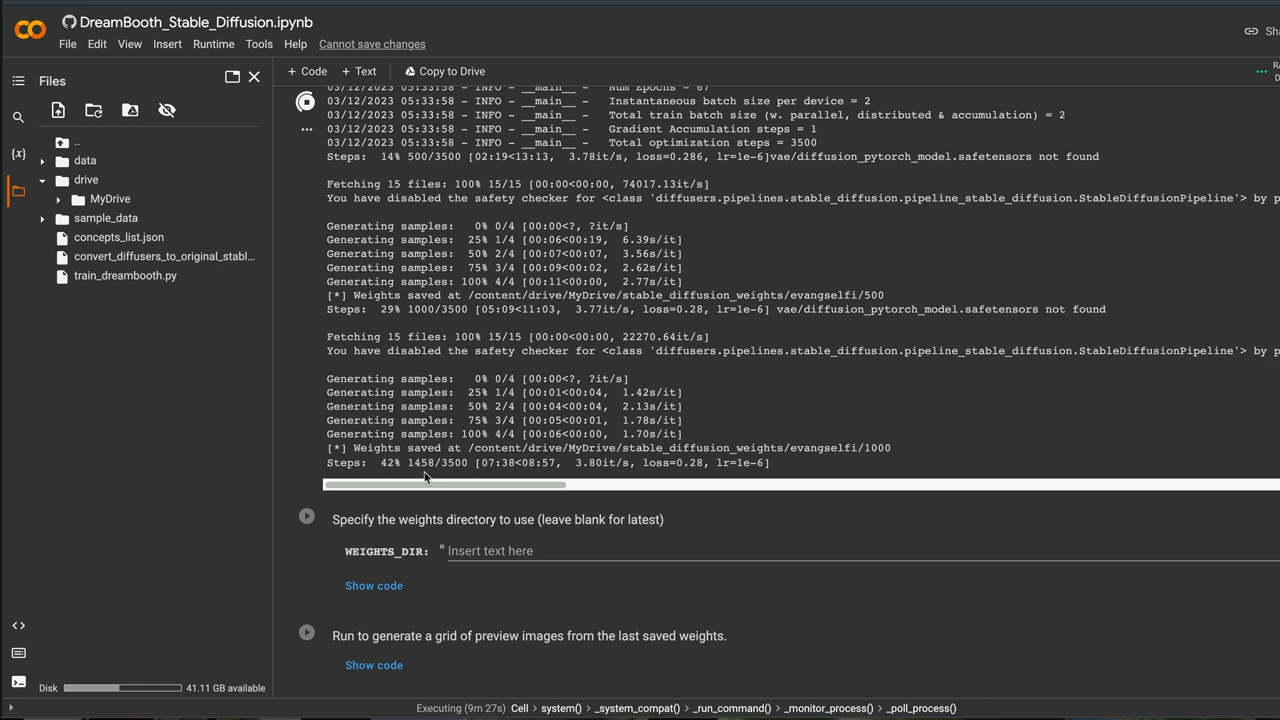 DreamBooth_Stable_Diffusion.ipynb
File Edit View Insert Runtime Tools Help Cannot save changes
Files
+ Code + Text Copy to Drive
..
data
drive
MyDrive
sample_data
concepts_list.json
convert_diffusers_to_original_stabl...
train_dreambooth.py
03/12/2023 05:33:58 - INFO - __main__ -   Num Epochs = 67
03/12/2023 05:33:58 - INFO - __main__ -   Instantaneous batch size per device = 2
03/12/2023 05:33:58 - INFO - __main__ -   Total train batch size (w. parallel, distributed & accumulation) = 2
03/12/2023 05:33:58 - INFO - __main__ -   Gradient Accumulation steps = 1
03/12/2023 05:33:58 - INFO - __main__ -   Total optimization steps = 3500
Steps:  14% 500/3500 [02:19<13:13,  3.78it/s, loss=0.286, lr=1e-6]vae/diffusion_pytorch_model.safetensors not found
Fetching 15 files: 100% 15/15 [00:00<00:00, 74017.13it/s]
You have disabled the safety checker for <class 'diffusers.pipelines.stable_diffusion.pipeline_stable_diffusion.StableDiffusionPipeline'> by p
Generating samples:   0% 0/4 [00:00<?, ?it/s]
Generating samples:  25% 1/4 [00:06<00:19,  6.39s/it]
Generating samples:  50% 2/4 [00:07<00:07,  3.56s/it]
Generating samples:  75% 3/4 [00:09<00:02,  2.62s/it]
Generating samples: 100% 4/4 [00:11<00:00,  2.77s/it]
[*] Weights saved at /content/drive/MyDrive/stable_diffusion_weights/evangselfi/500
Steps:  29% 1000/3500 [05:09<11:03,  3.77it/s, loss=0.28, lr=1e-6] vae/diffusion_pytorch_model.safetensors not found
Fetching 15 files: 100% 15/15 [00:00<00:00, 22270.64it/s]
You have disabled the safety checker for <class 'diffusers.pipelines.stable_diffusion.pipeline_stable_diffusion.StableDiffusionPipeline'> by p
Generating samples:   0% 0/4 [00:00<?, ?it/s]
Generating samples:  25% 1/4 [00:01<00:04,  1.42s/it]
Generating samples:  50% 2/4 [00:04<00:04,  2.13s/it]
Generating samples:  75% 3/4 [00:05<00:01,  1.78s/it]
Generating samples: 100% 4/4 [00:06<00:00,  1.70s/it]
[*] Weights saved at /content/drive/MyDrive/stable_diffusion_weights/evangselfi/1000
Steps:  42% 1458/3500 [07:38<08:57,  3.80it/s, loss=0.28, lr=1e-6]
Specify the weights directory to use (leave blank for latest)
WEIGHTS_DIR: " Insert text here
Show code
Run to generate a grid of preview images from the last saved weights.
Show code
Disk 41.11 GB available
Executing (9m 27s) Cell > system() > _system_compat() > _run_command() > _monitor_process() > _poll_process()